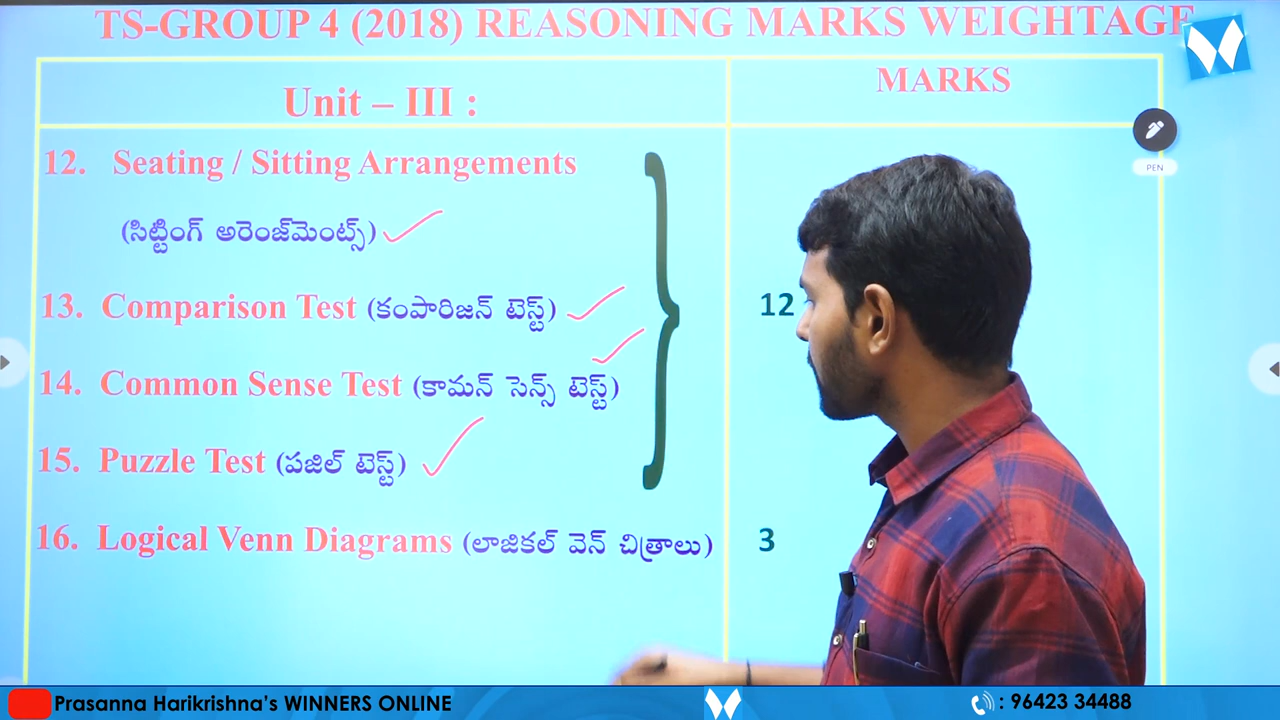 TS-GROUP 4 (2018) REASONING MARKS WEIGHTAGE
Unit – III :
MARKS
12. Seating / Sitting Arrangements
(సిట్టింగ్ అరెంజ్‌మెంట్స్)
13. Comparison Test (కంపారిజన్ టెస్ట్)
12
14. Common Sense Test (కామన్ సెన్స్ టెస్ట్)
15. Puzzle Test (పజిల్ టెస్ట్)
16. Logical Venn Diagrams (లాజికల్ వెన్ చిత్రాలు)
3
PEN
Prasanna Harikrishna's WINNERS ONLINE
: 96423 34488